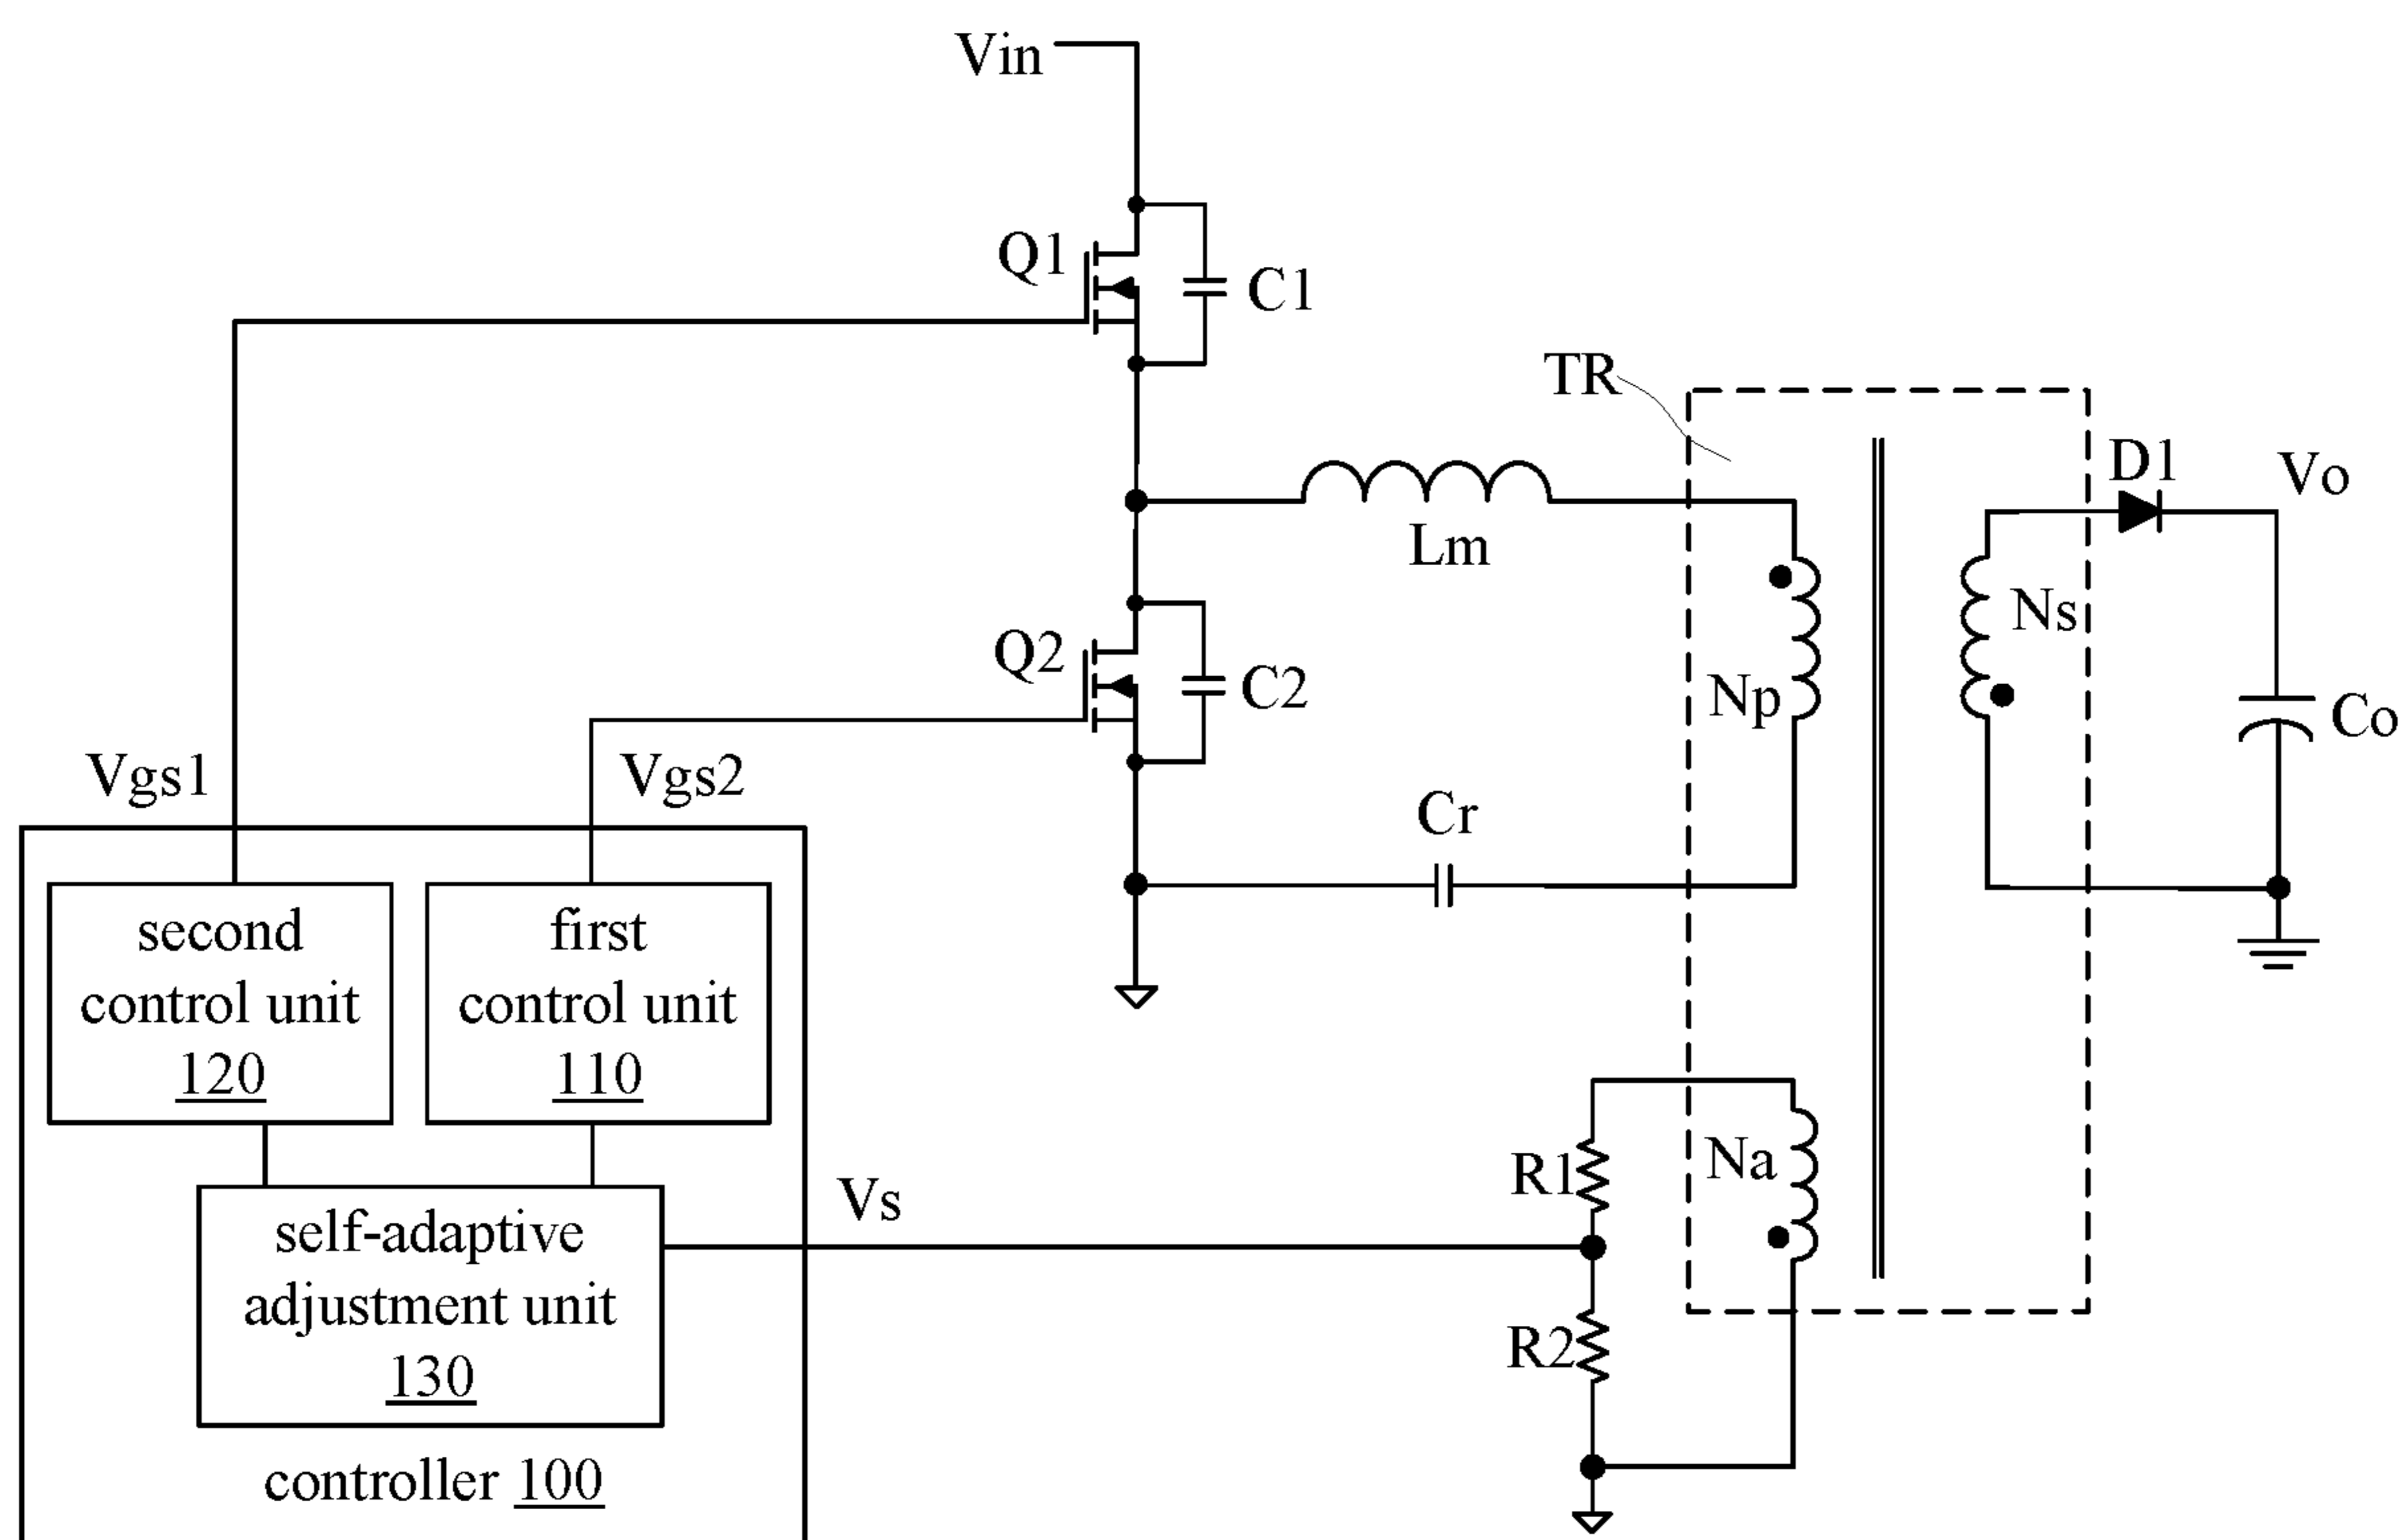 Vin
Q1
C1
TR
D1
Vo
Lm
Ns
Q2
C2
Np
Co
Vgs1
Vgs2
Cr
second
control unit
120
first
control unit
110
Na
R1
Vs
self-adaptive
adjustment unit
130
R2
controller 100